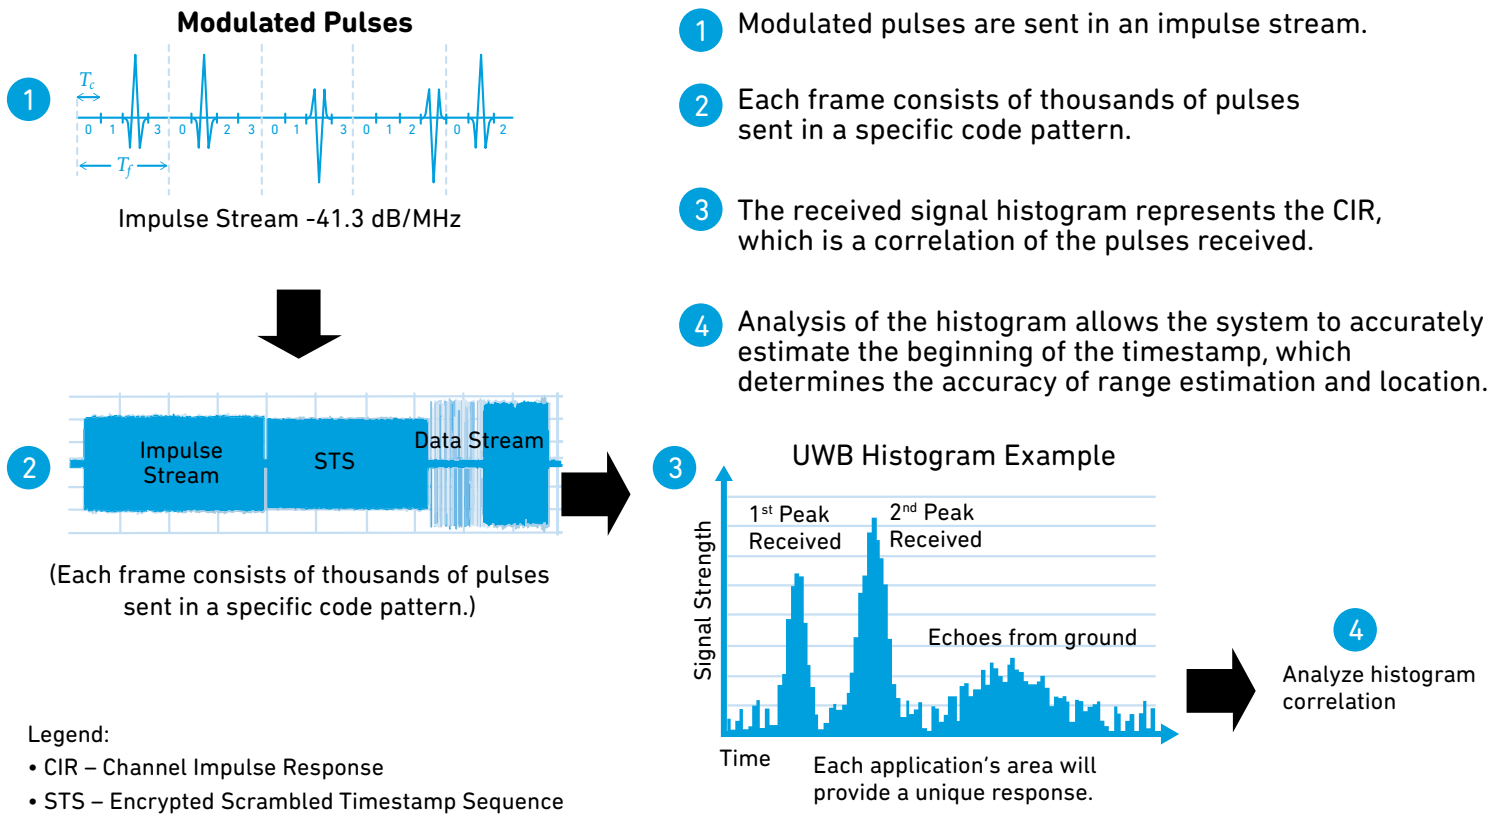 Modulated Pulses
1
Tc
0 1 3 0 2 3 0 1 3 0 1 2 0 2
Tf
Impulse Stream -41.3 dB/MHz
1 Modulated pulses are sent in an impulse stream.
2 Each frame consists of thousands of pulses
sent in a specific code pattern.
3 The received signal histogram represents the CIR,
which is a correlation of the pulses received.
4 Analysis of the histogram allows the system to accurately
estimate the beginning of the timestamp, which
determines the accuracy of range estimation and location.
2
Impulse
Stream
STS
Data Stream
(Each frame consists of thousands of pulses
sent in a specific code pattern.)
3
UWB Histogram Example
Signal Strength
1st Peak
Received
2nd Peak
Received
Echoes from ground
Time
Each application's area will
provide a unique response.
4
Analyze histogram
correlation
Legend:
• CIR – Channel Impulse Response
• STS – Encrypted Scrambled Timestamp Sequence